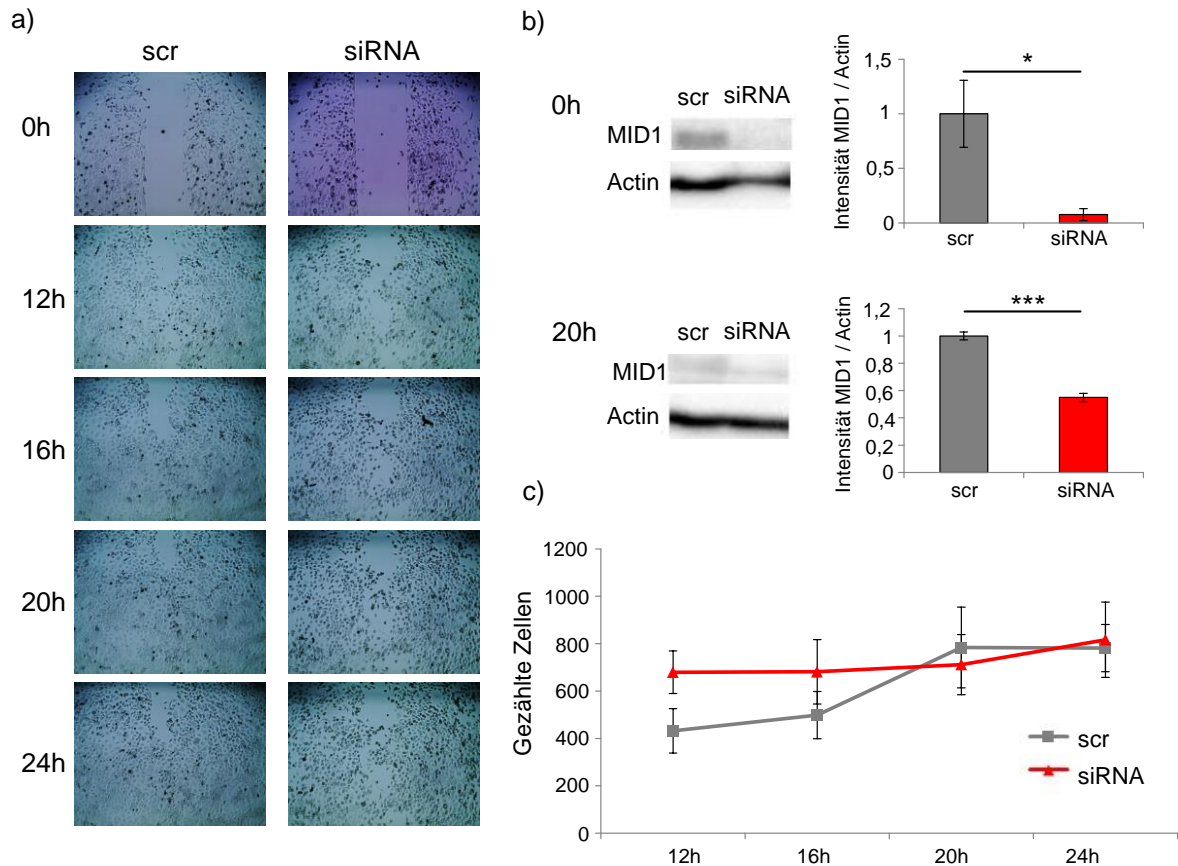 a)
scr siRNA
0h
12h
16h
20h
24h
b)
0h
scr siRNA
MID1
Actin
Intensität MID1 / Actin
1,5
1
0,5
0
*
scr siRNA
20h
scr siRNA
MID1
Actin
Intensität MID1 / Actin
1,2
1
0,8
0,6
0,4
0,2
0
***
scr siRNA
c)
Gezählte Zellen
1200
1000
800
600
400
200
0
12h 16h 20h 24h
scr
siRNA